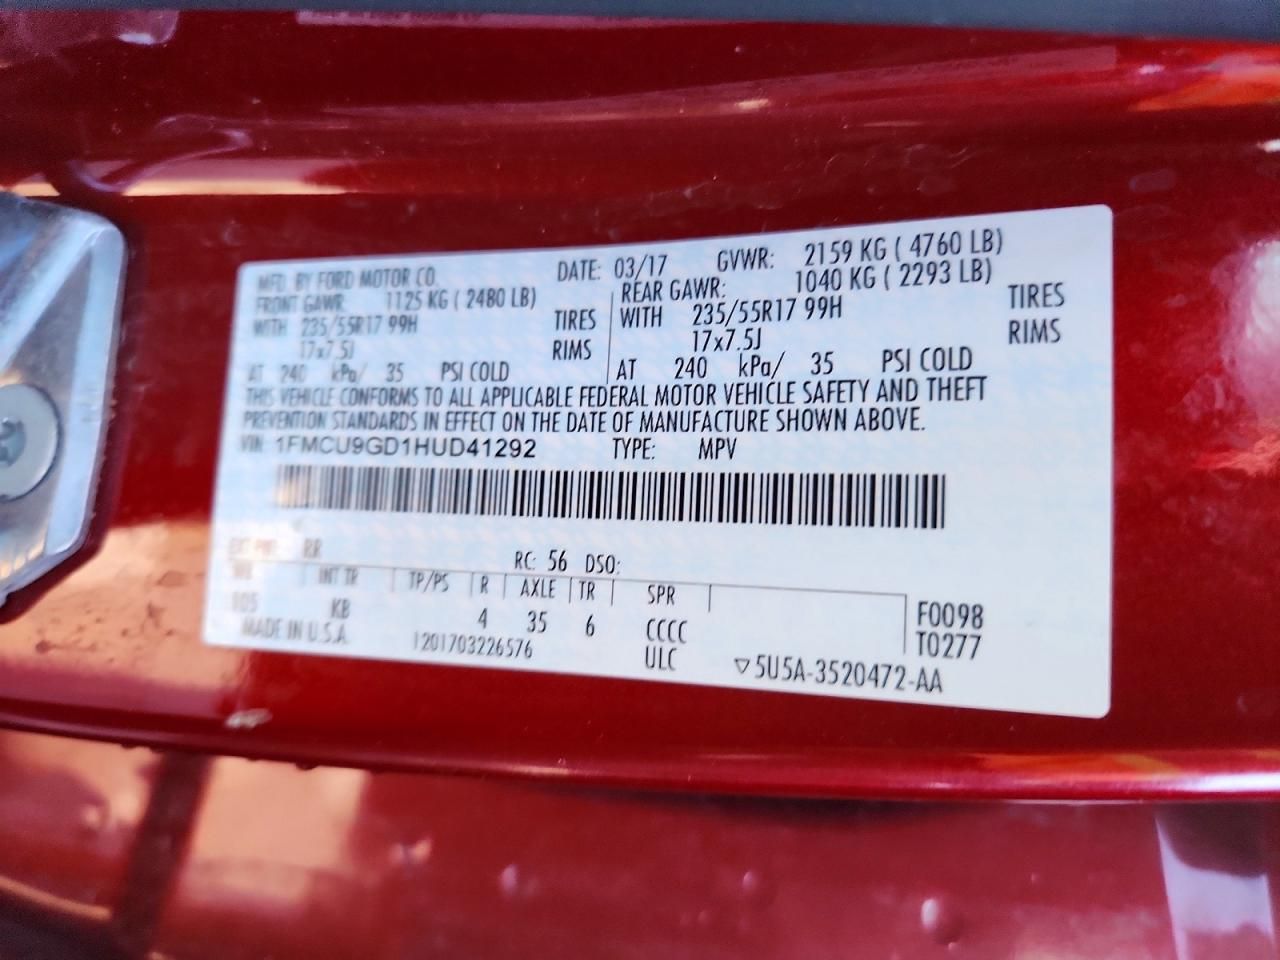 MFD. BY FORD MOTOR CO. DATE: 03/17 GVWR: 2159 KG ( 4760 LB)
FRONT GAWR: 1125 KG ( 2480 LB) REAR GAWR: 1040 KG ( 2293 LB)
WITH 235/55R17 99H TIRES WITH 235/55R17 99H TIRES
17x7.5J RIMS 17x7.5J RIMS
AT 240 kPa/ 35 PSI COLD AT 240 kPa/ 35 PSI COLD
THIS VEHICLE CONFORMS TO ALL APPLICABLE FEDERAL MOTOR VEHICLE SAFETY AND THEFT
PREVENTION STANDARDS IN EFFECT ON THE DATE OF MANUFACTURE SHOWN ABOVE.
VIN: 1FMCU9GD1HUD41292 TYPE: MPV
EXT PNT: RR RC: 56 DSO:
WB INT TR TP/PS R AXLE TR SPR
105 KB 4 35 6 CCCC F0098
MADE IN U.S.A. 1201703226576 ULC T0277
▽5U5A-3520472-AA